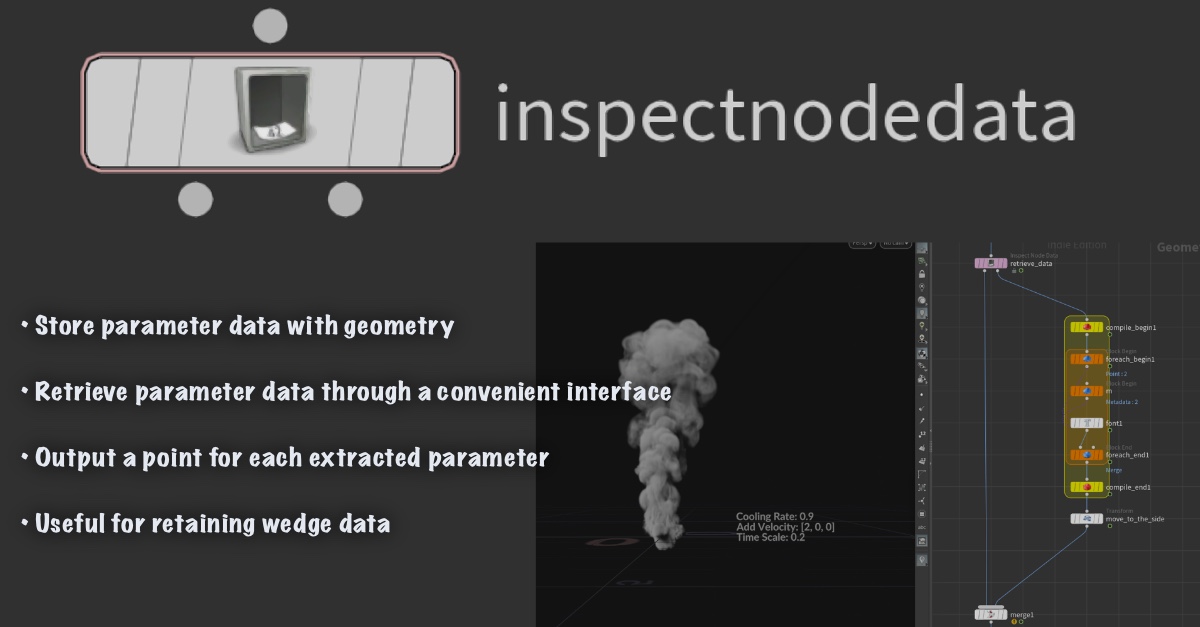 inspectnodedata
• Store parameter data with geometry
• Retrieve parameter data through a convenient interface
• Output a point for each extracted parameter
• Useful for retaining wedge data
Cooling Rate: 0.9
Add Velocity: [2, 0, 0]
Time Scale: 0.2
Indie Edition
Geome
Inspect Node Data
retrieve_data
compile_begin1
Block Begin
foreach_begin1
Point : 2
Block Begin
m
Metadata : 2
font1
Block End
foreach_end1
Merge
compile_end1
Transform
move_to_the_side
merge1